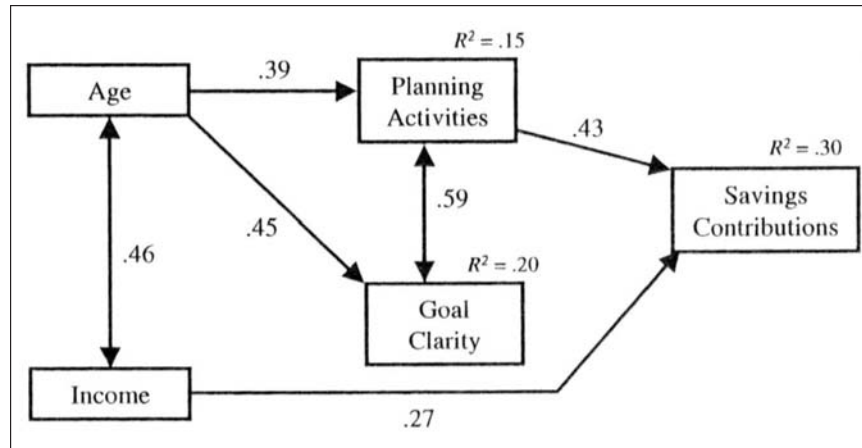 R² = .15
.39
Age
Planning
Activities
.43
R² = .30
.59
Savings
Contributions
.45
.46
R² = .20
Goal
Clarity
Income
.27